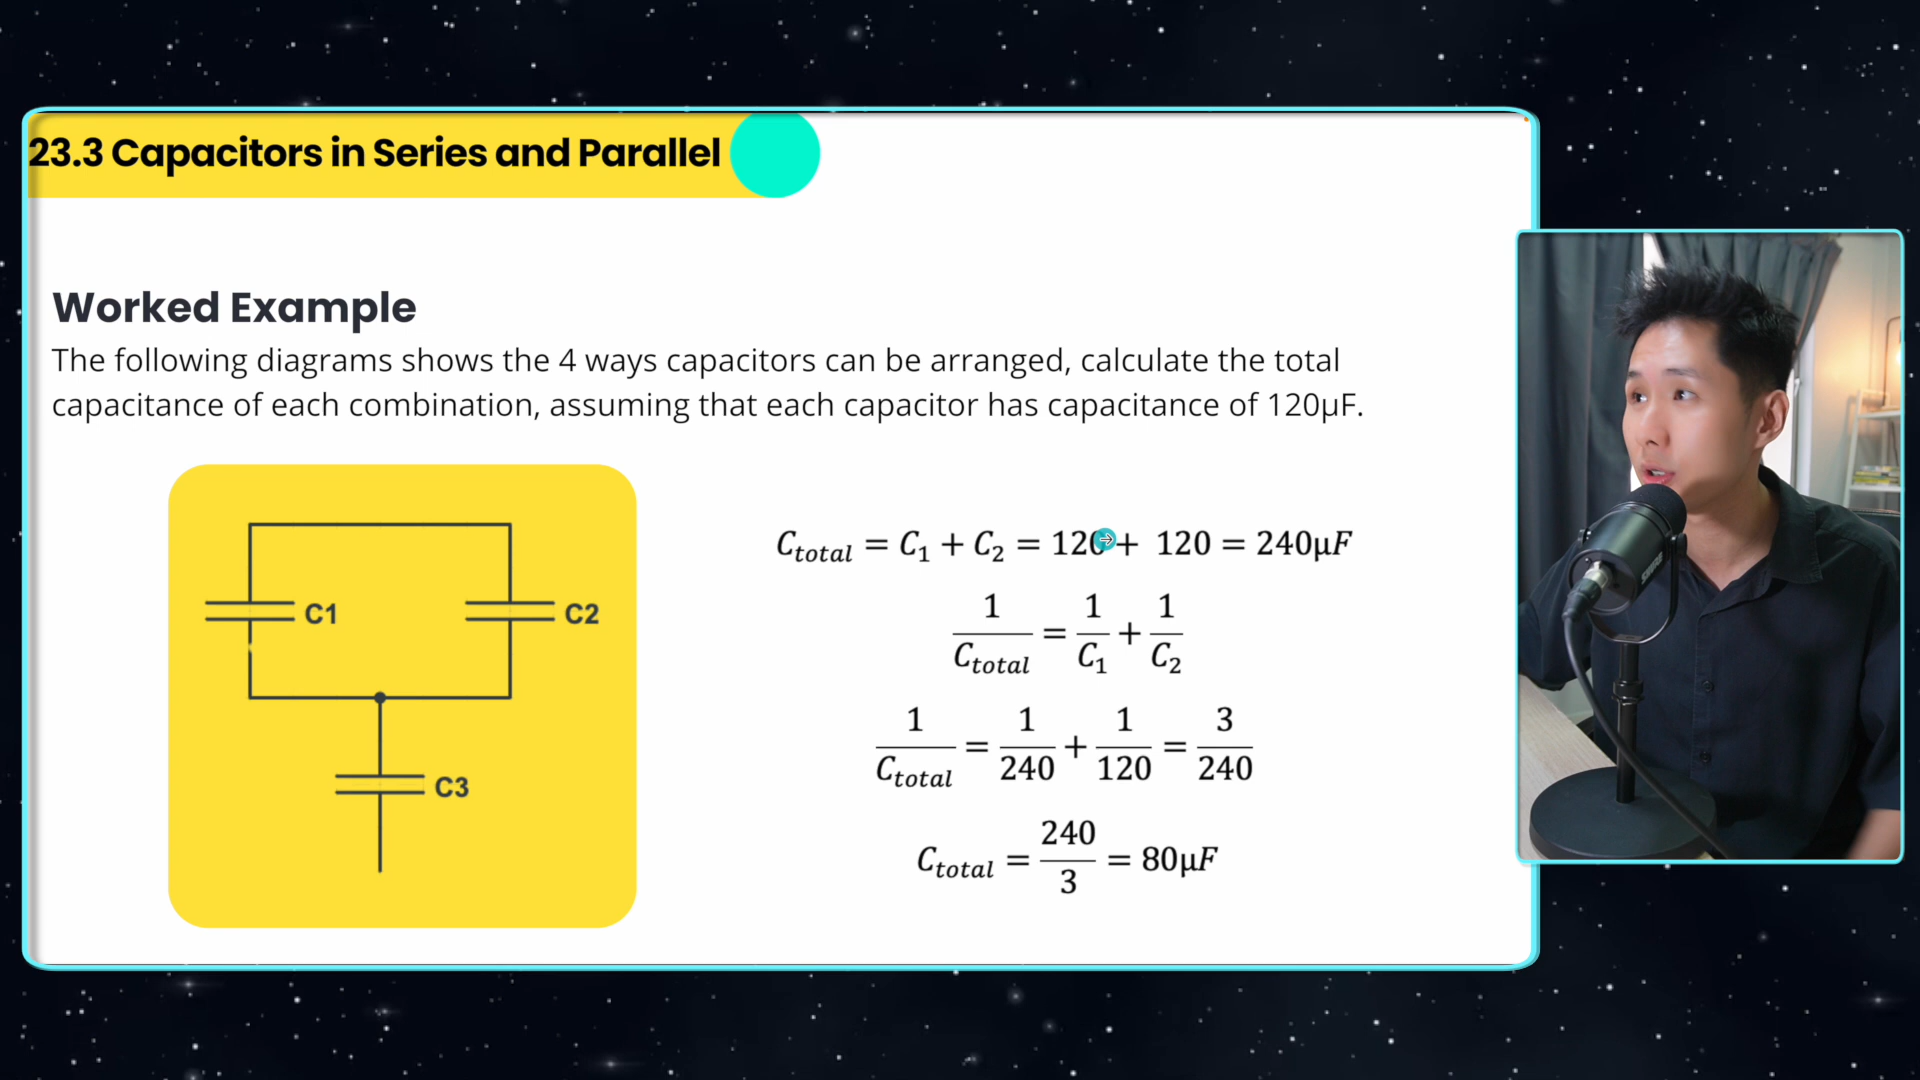 23.3 Capacitors in Series and Parallel
Worked Example
The following diagrams shows the 4 ways capacitors can be arranged, calculate the total
capacitance of each combination, assuming that each capacitor has capacitance of 120μF.
C1
C2
C3
C_total = C_1 + C_2 = 120 + 120 = 240μF
1/C_total = 1/C_1 + 1/C_2
1/C_total = 1/240 + 1/120 = 3/240
C_total = 240/3 = 80μF
SHURE